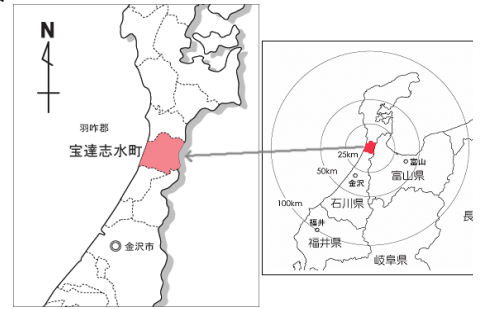 N
羽咋郡
宝達志水町
金沢市
25km
50km
100km
富山
富山県
金沢
石川県
福井
福井県
岐阜県
長